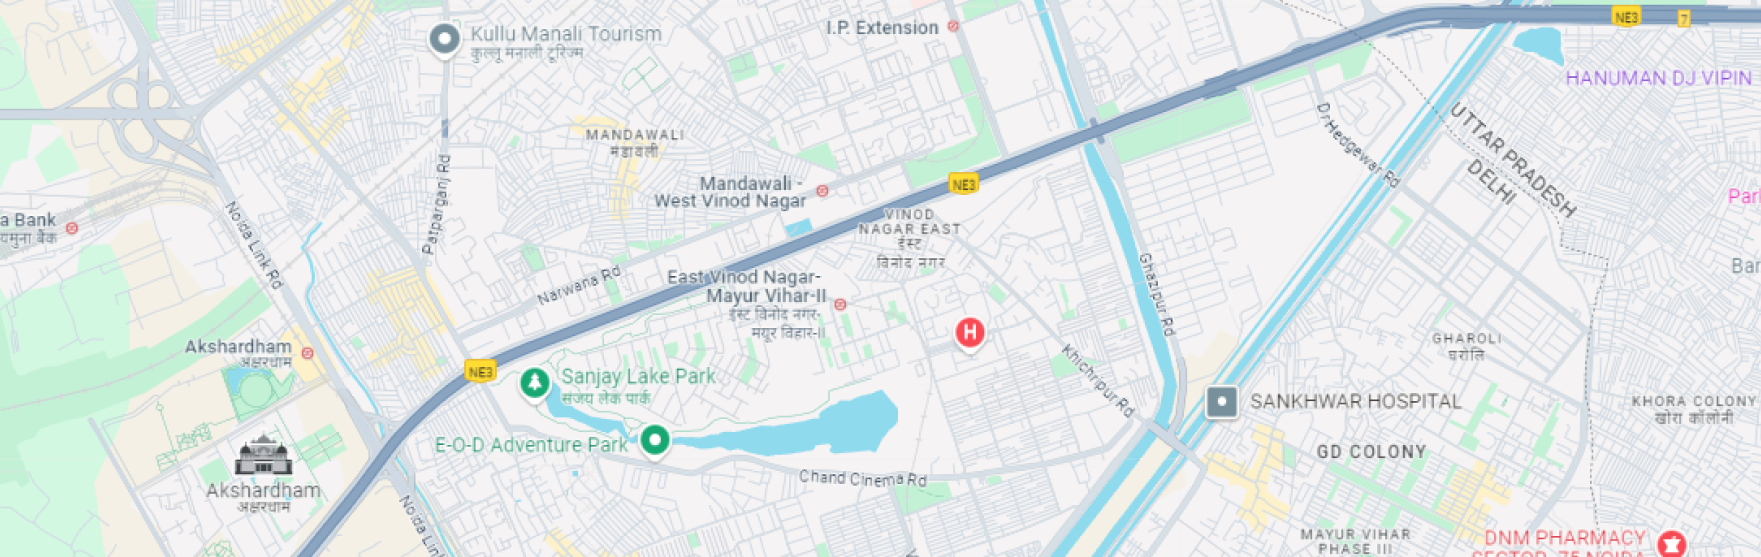 Kullu Manali Tourism
कुल्लू मनाली टूरिज्म
I.P. Extension
NE3
7
HANUMAN DJ VIPIN
MANDAWALI
मंडावली
Dr Hedgewar Rd
UTTAR PRADESH
DELHI
Patparganj Rd
Mandawali -
West Vinod Nagar
NE3
a Bank
यमुना बैंक
Noida Link Rd
VINOD
NAGAR EAST
ईस्ट
विनोद नगर
Narwana Rd
East Vinod Nagar-
Mayur Vihar-II
ईस्ट विनोद नगर-
मयूर विहार-II
Ghazipur Rd
H
Akshardham
अक्षरधाम
NE3
Sanjay Lake Park
संजय लेक पार्क
Khichripur Rd
GHAROLI
घरोलि
SANKHWAR HOSPITAL
KHORA COLONY
खोरा कॉलोनी
E-O-D Adventure Park
GD COLONY
Akshardham
अक्षरधाम
Chand Cinema Rd
Noida Link
MAYUR VIHAR
PHASE III
DNM PHARMACY
SECTOR -75 NOIDA